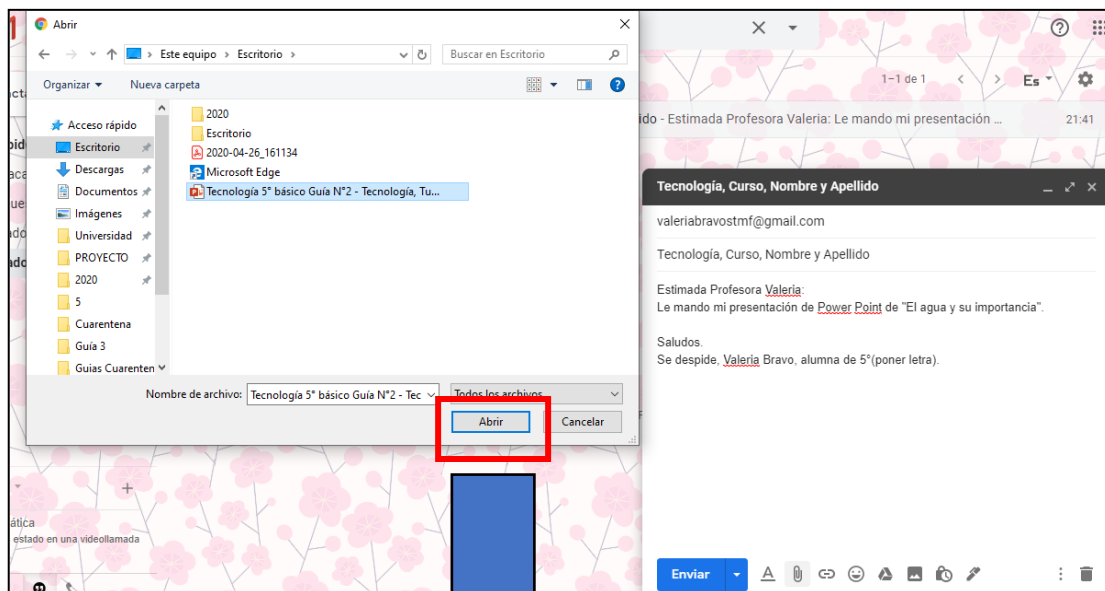 Abrir
Este equipo > Escritorio >
Buscar en Escritorio
Organizar
Nueva carpeta
Acceso rápido
Escritorio
Descargas
Documentos
Imágenes
Universidad
PROYECTO
2020
5
Cuarentena
Guía 3
Guias Cuarenten
2020
Escritorio
2020-04-26_161134
Microsoft Edge
Tecnología 5° básico Guía N°2 - Tecnología, Tu...
Nombre de archivo:
Tecnología 5° básico Guía N°2 - Tec
Todos los archivos
Abrir
Cancelar
1-1 de 1
Es
ido - Estimada Profesora Valeria: Le mando mi presentación ...
21:41
Tecnología, Curso, Nombre y Apellido
valeriabravostmf@gmail.com
Tecnología, Curso, Nombre y Apellido
Estimada Profesora Valeria:
Le mando mi presentación de Power Point de "El agua y su importancia".
Saludos.
Se despide, Valeria Bravo, alumna de 5°(poner letra).
Enviar
ática
estado en una videollamada